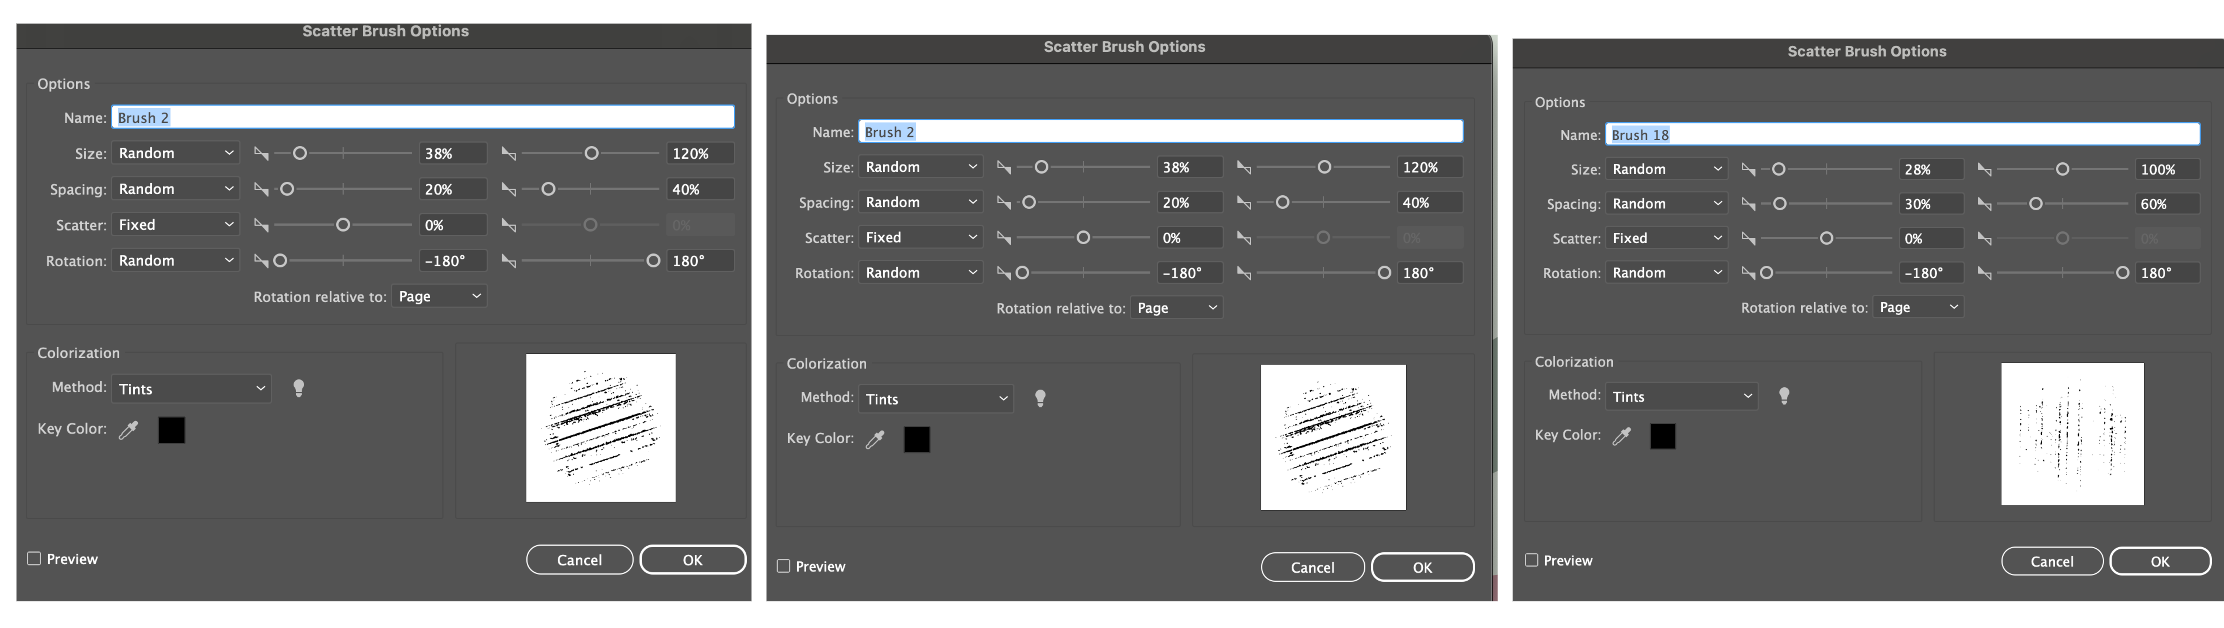 Scatter Brush Options
Options
Name: Brush 2
Size: Random 38% 120%
Spacing: Random 20% 40%
Scatter: Fixed 0% 0%
Rotation: Random -180° 180°
Rotation relative to: Page
Colorization
Method: Tints
Key Color:
Preview Cancel OK
Scatter Brush Options
Options
Name: Brush 2
Size: Random 38% 120%
Spacing: Random 20% 40%
Scatter: Fixed 0% 0%
Rotation: Random -180° 180°
Rotation relative to: Page
Colorization
Method: Tints
Key Color:
Preview Cancel OK
Scatter Brush Options
Options
Name: Brush 18
Size: Random 28% 100%
Spacing: Random 30% 60%
Scatter: Fixed 0% 0%
Rotation: Random -180° 180°
Rotation relative to: Page
Colorization
Method: Tints
Key Color:
Preview Cancel OK